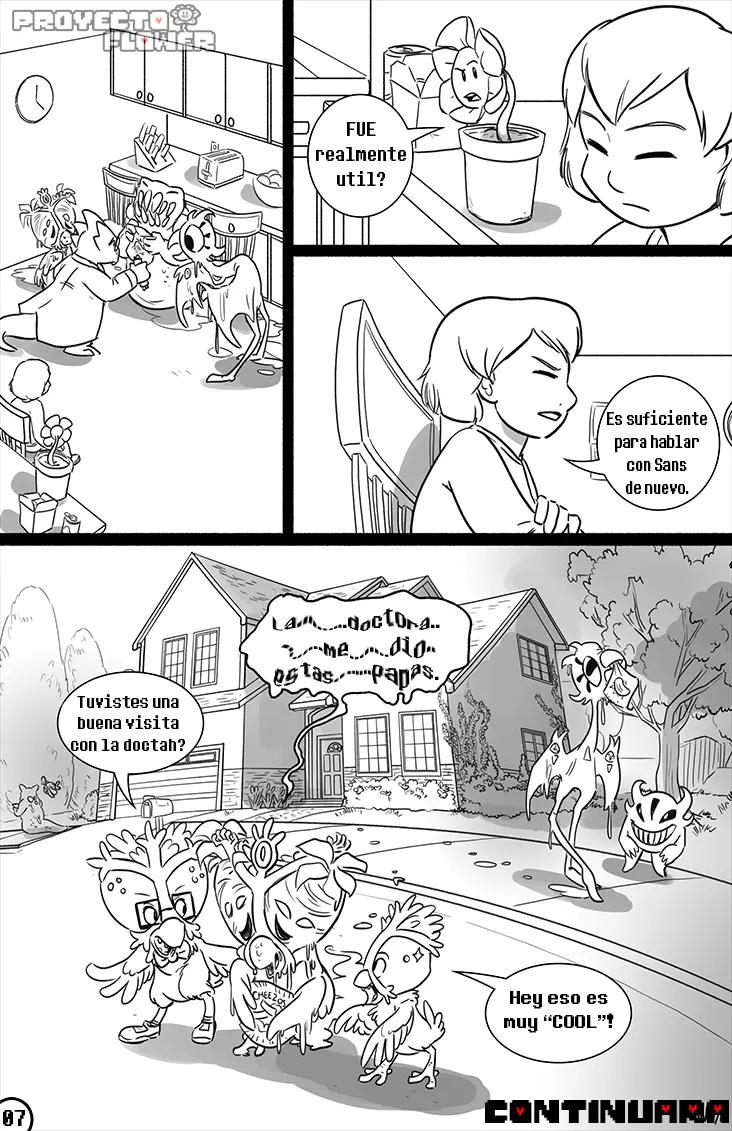 PROYECTO
FLOWER
FUE
realmente
util?
Es suficiente
para hablar
con Sans
de nuevo.
La doctora..
me dio
estas papas.
Tuvistes una
buena visita
con la doctah?
CHEEZO
Hey eso es
muy “COOL”!
07
CONTINUARA